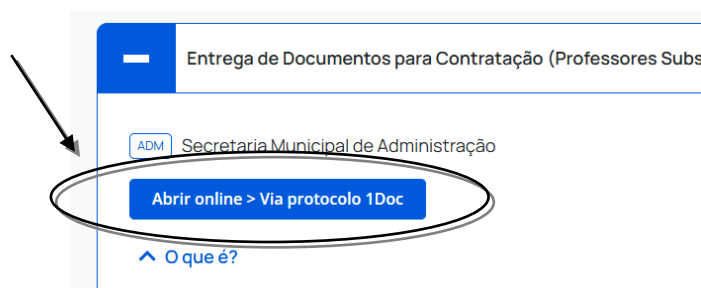 Entrega de Documentos para Contratação (Professores Subs
ADM Secretaria Municipal de Administração
Abrir online > Via protocolo 1Doc
O que é?